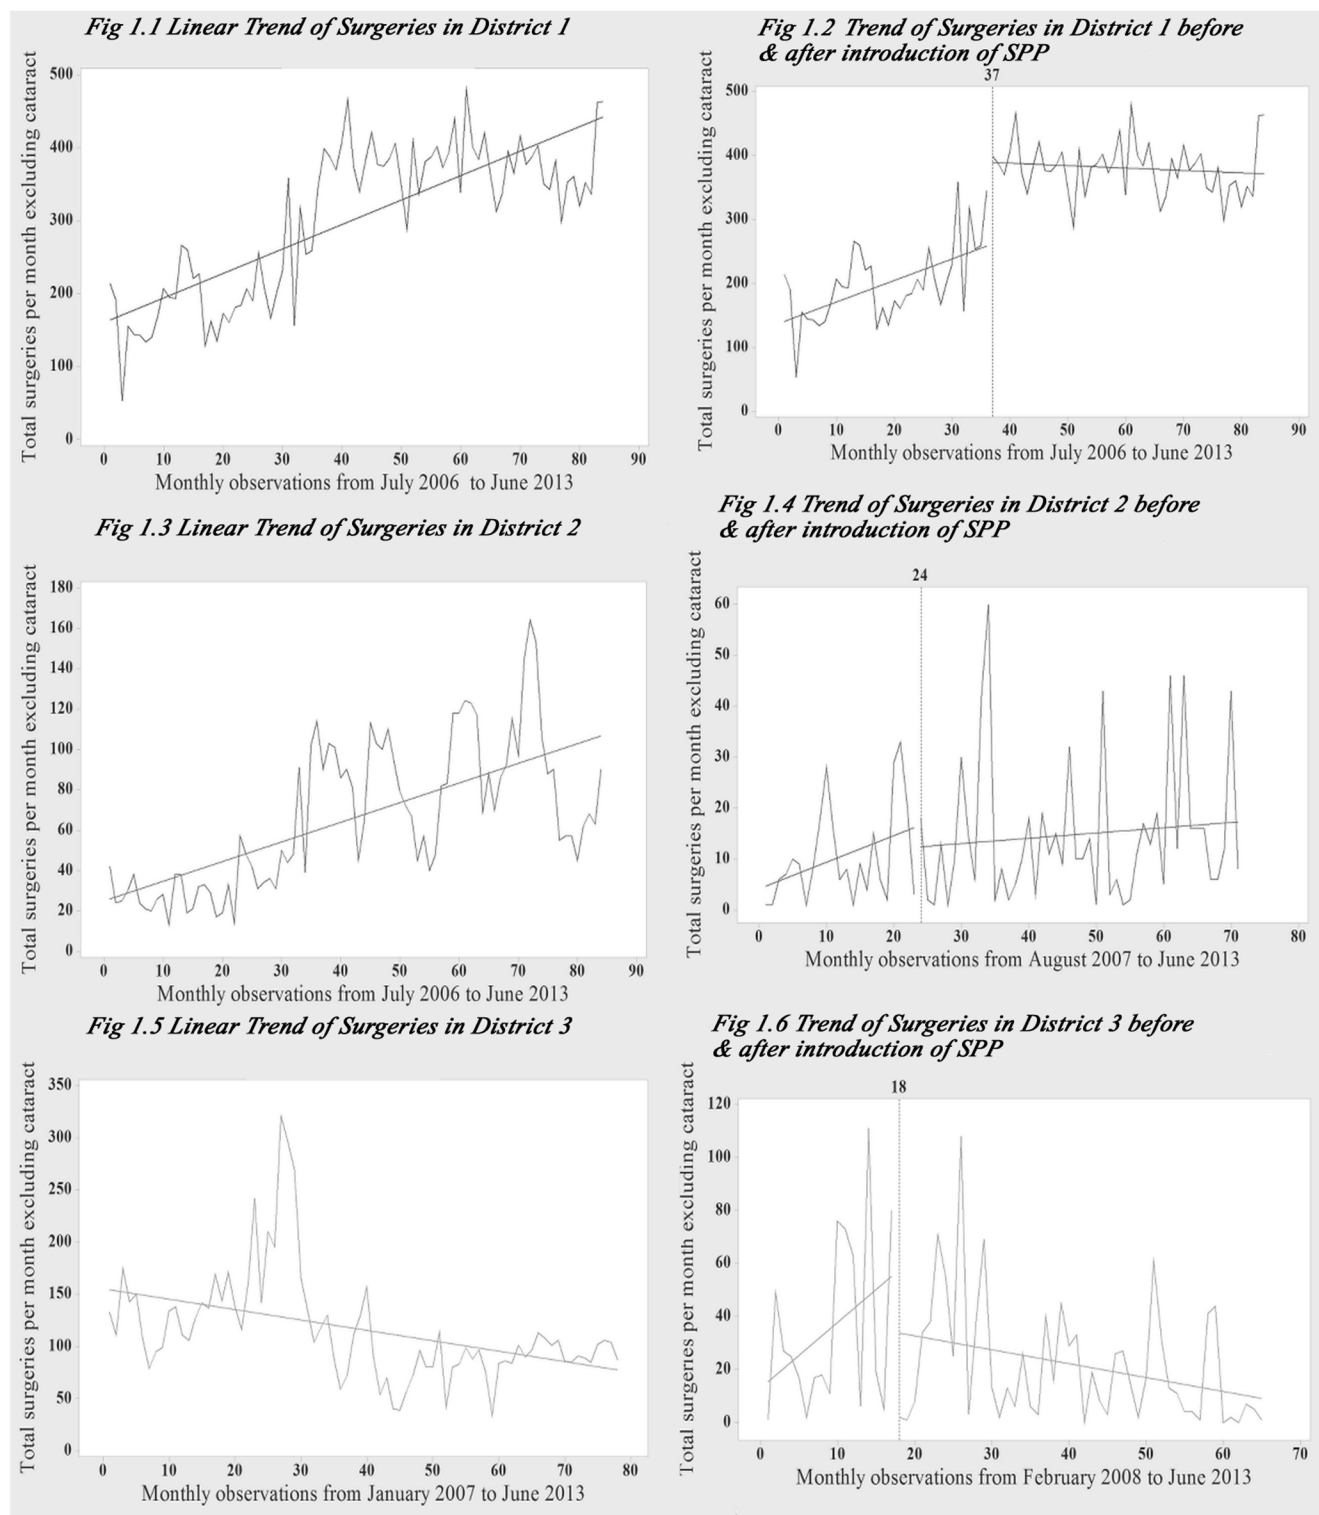 Fig 1.1 Linear Trend of Surgeries in District 1
Total surgeries per month excluding cataract
500
400
300
200
100
0
0 10 20 30 40 50 60 70 80 90
Monthly observations from July 2006 to June 2013
Fig 1.2 Trend of Surgeries in District 1 before
& after introduction of SPP
37
Total surgeries per month excluding cataract
500
400
300
200
100
0
0 10 20 30 40 50 60 70 80 90
Monthly observations from July 2006 to June 2013
Fig 1.3 Linear Trend of Surgeries in District 2
Total surgeries per month excluding cataract
180
160
140
120
100
80
60
40
20
0
0 10 20 30 40 50 60 70 80 90
Monthly observations from July 2006 to June 2013
Fig 1.4 Trend of Surgeries in District 2 before
& after introduction of SPP
24
Total surgeries per month excluding cataract
60
50
40
30
20
10
0
0 10 20 30 40 50 60 70 80
Monthly observations from August 2007 to June 2013
Fig 1.5 Linear Trend of Surgeries in District 3
Total surgeries per month excluding cataract
350
300
250
200
150
100
50
0
0 10 20 30 40 50 60 70 80
Monthly observations from January 2007 to June 2013
Fig 1.6 Trend of Surgeries in District 3 before
& after introduction of SPP
18
Total surgeries per month excluding cataract
120
100
80
60
40
20
0
0 10 20 30 40 50 60 70
Monthly observations from February 2008 to June 2013